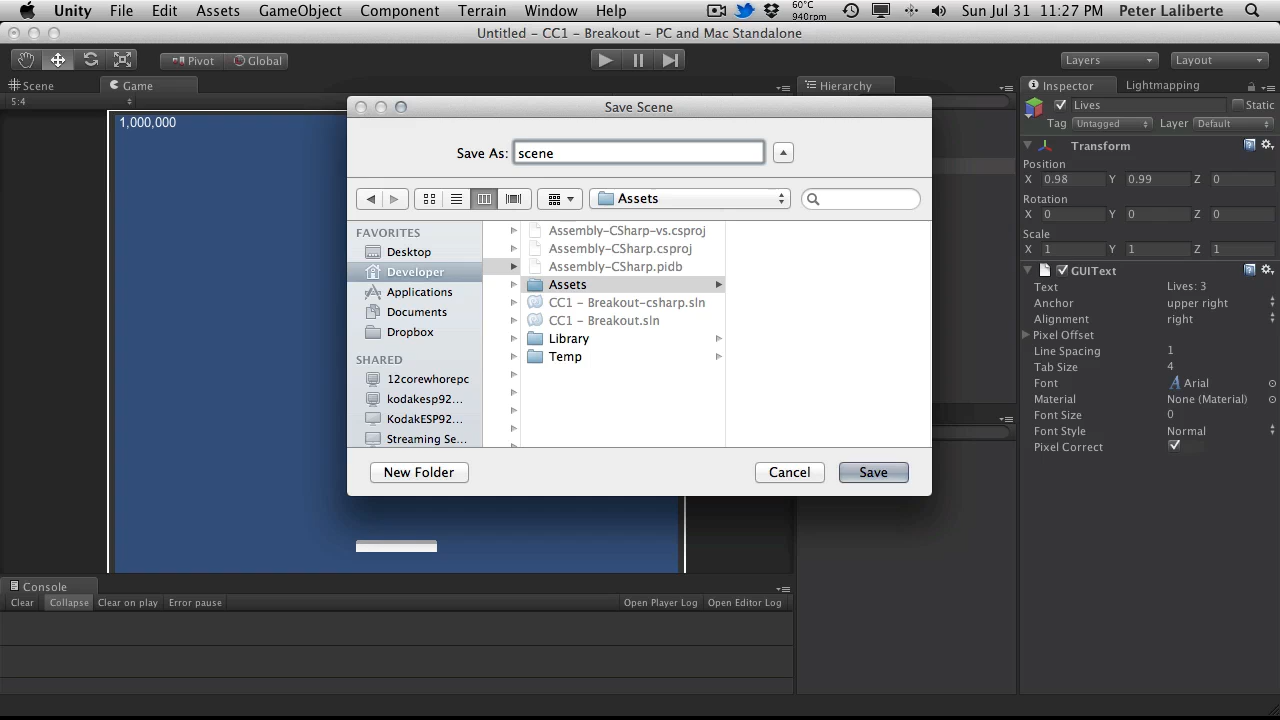 Unity File Edit Assets GameObject Component Terrain Window Help 60°C 940rpm Sun Jul 31 11:27 PM Peter Laliberte
Untitled - CC1 - Breakout - PC and Mac Standalone
Pivot Global Layers Layout
Scene Game Hierarchy Inspector Lightmapping
5:4
1,000,000
Save Scene
Save As: scene
Assets
FAVORITES
Desktop
Developer
Applications
Documents
Dropbox
SHARED
12corewhorepc
kodakesp92...
KodakESP92...
Streaming Se...
Assembly-CSharp-vs.csproj
Assembly-CSharp.csproj
Assembly-CSharp.pidb
Assets
CC1 - Breakout-csharp.sln
CC1 - Breakout.sln
Library
Temp
New Folder Cancel Save
Lives Static
Tag Untagged Layer Default
Transform
Position
X 0.98 Y 0.99 Z 0
Rotation
X 0 Y 0 Z 0
Scale
X 1 Y 1 Z 1
GUIText
Text Lives: 3
Anchor upper right
Alignment right
Pixel Offset
Line Spacing 1
Tab Size 4
Font Arial
Material None (Material)
Font Size 0
Font Style Normal
Pixel Correct
Console
Clear Collapse Clear on play Error pause Open Player Log Open Editor Log